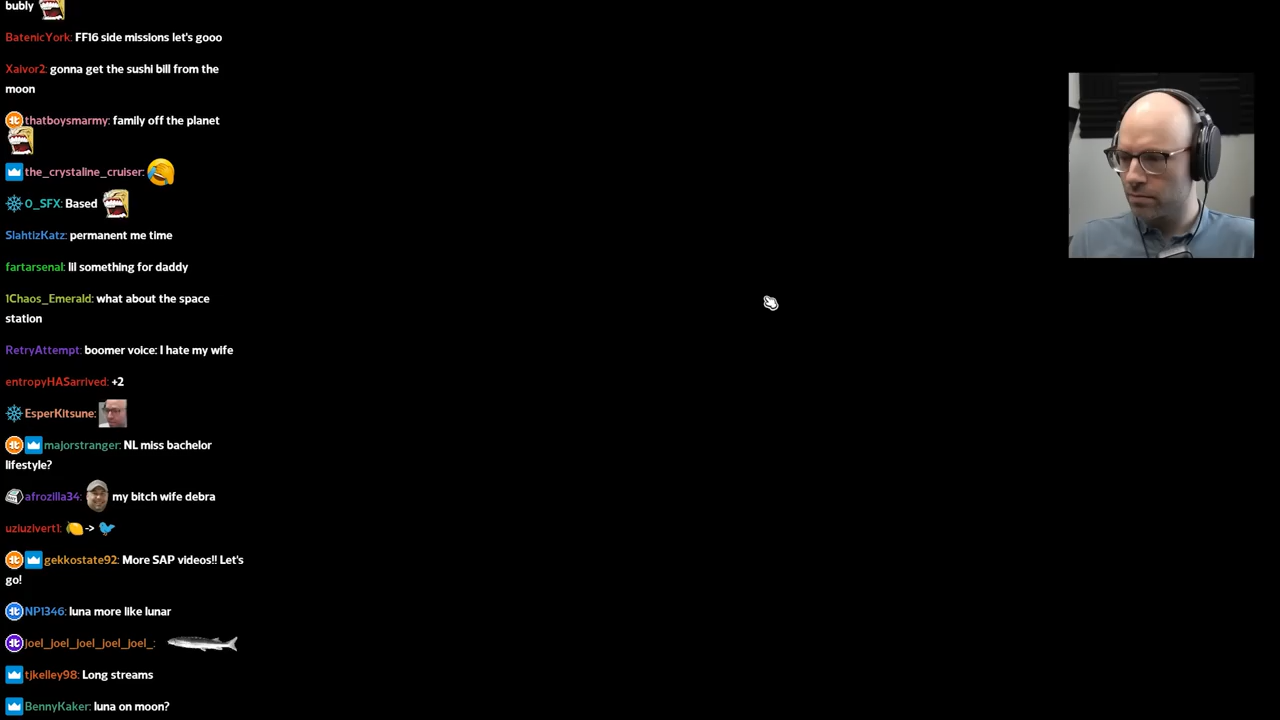 bubly
BatenicYork: FF16 side missions let's gooo
Xaivor2: gonna get the sushi bill from the
moon
thatboysmarmy: family off the planet
the_crystaline_cruiser:
O_SFX: Based
SlahtizKatz: permanent me time
fartarsenal: lil something for daddy
1Chaos_Emerald: what about the space
station
RetryAttempt: boomer voice: I hate my wife
entropyHASarrived: +2
EsperKitsune:
majorstranger: NL miss bachelor
lifestyle?
afrozilla34: my bitch wife debra
uziuzivert1: 🍋 -> 🐦
gekkostate92: More SAP videos!! Let's
go!
NP1346: luna more like lunar
joel_joel_joel_joel_joel_:
tjkelley98: Long streams
BennyKaker: luna on moon?